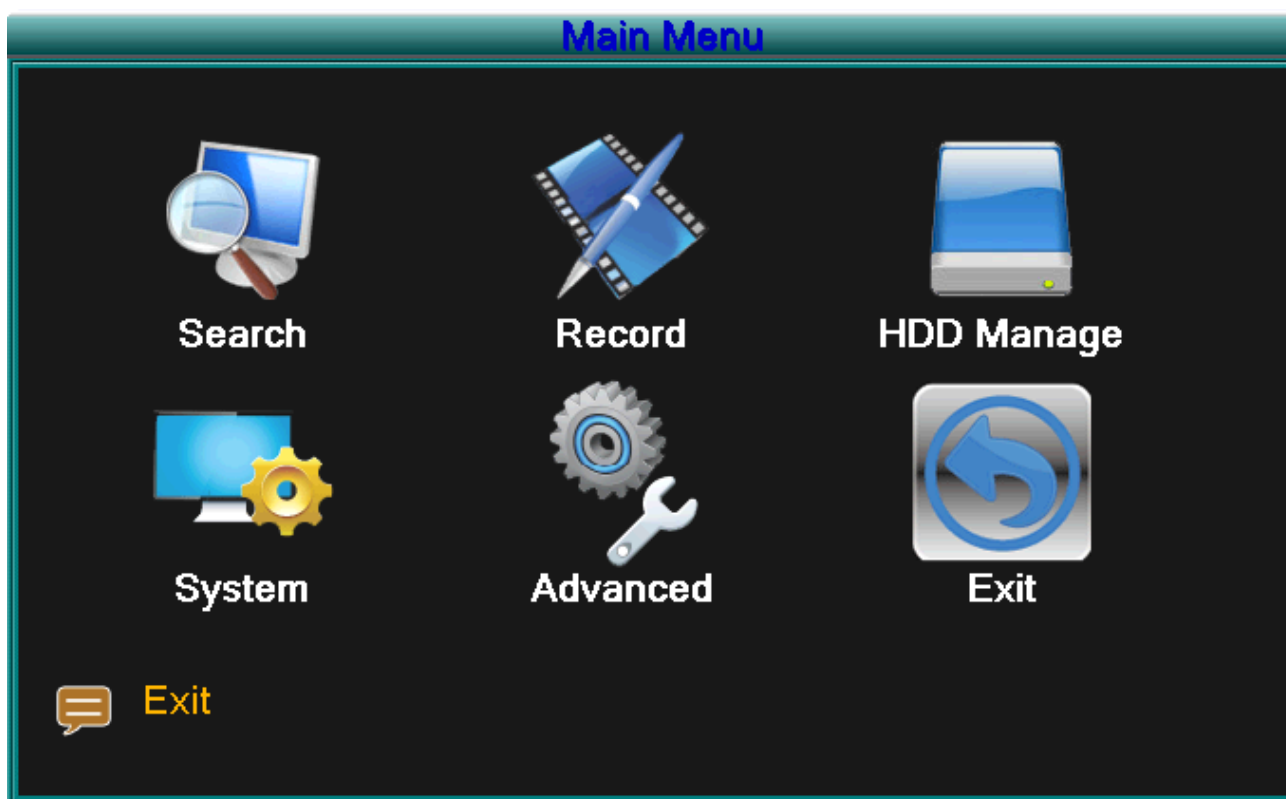 Main Menu
Search
Record
HDD Manage
System
Advanced
Exit
Exit